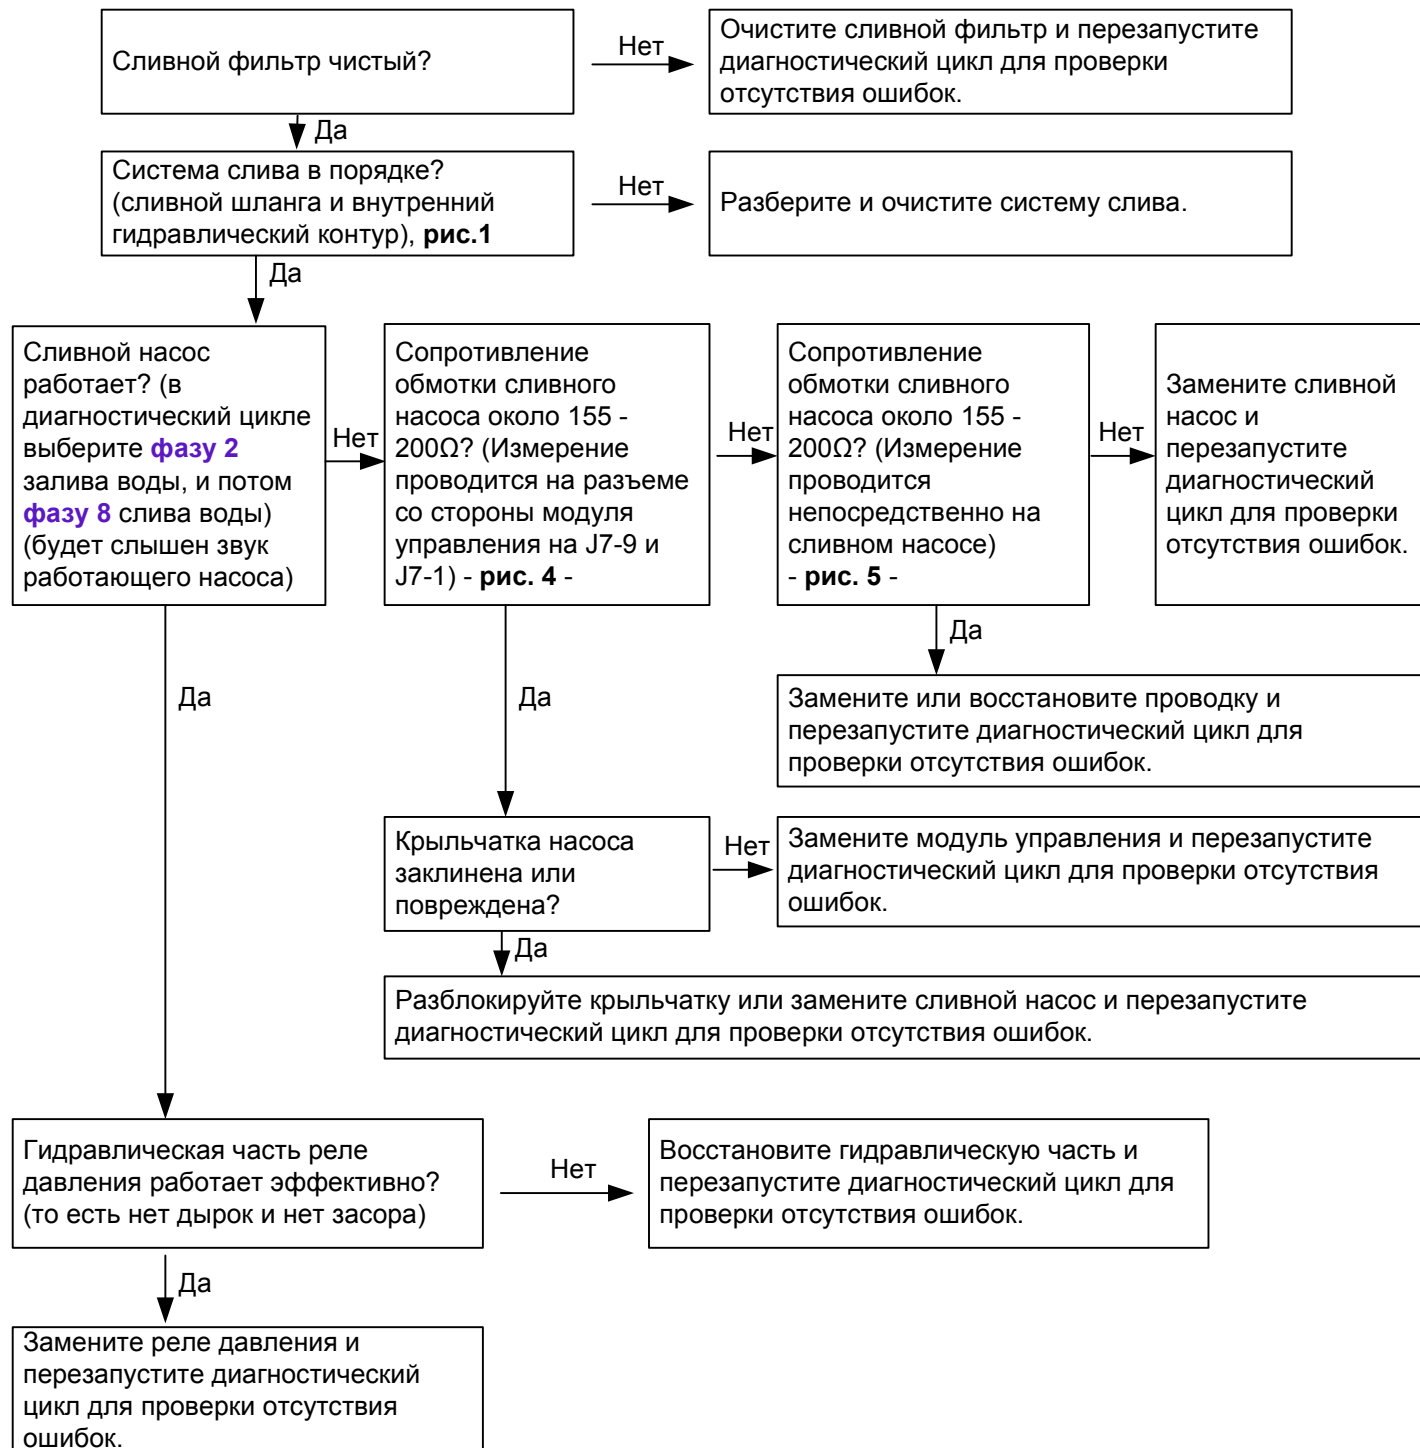 Сливной фильтр чистый?
Нет
Очистите сливной фильтр и перезапустите
диагностический цикл для проверки
отсутствия ошибок.
Да
Система слива в порядке?
(сливной шланга и внутренний
гидравлический контур), рис.1
Нет
Разберите и очистите систему слива.
Да
Сливной насос
работает? (в
диагностический цикле
выберите фазу 2
залива воды, и потом
фазу 8 слива воды)
(будет слышен звук
работающего насоса)
Нет
Сопротивление
обмотки сливного
насоса около 155 -
200Ω? (Измерение
проводится на разъеме
со стороны модуля
управления на J7-9 и
J7-1) - рис. 4 -
Нет
Сопротивление
обмотки сливного
насоса около 155 -
200Ω? (Измерение
проводится
непосредственно на
сливном насосе)
- рис. 5 -
Нет
Замените сливной
насос и
перезапустите
диагностический
цикл для проверки
отсутствия ошибок.
Да
Замените или восстановите проводку и
перезапустите диагностический цикл для
проверки отсутствия ошибок.
Да
Да
Крыльчатка насоса
заклинена или
повреждена?
Нет
Замените модуль управления и перезапустите
диагностический цикл для проверки отсутствия
ошибок.
Да
Разблокируйте крыльчатку или замените сливной насос и перезапустите
диагностический цикл для проверки отсутствия ошибок.
Гидравлическая часть реле
давления работает эффективно?
(то есть нет дырок и нет засора)
Нет
Восстановите гидравлическую часть и
перезапустите диагностический цикл для
проверки отсутствия ошибок.
Да
Замените реле давления и
перезапустите диагностический
цикл для проверки отсутствия
ошибок.